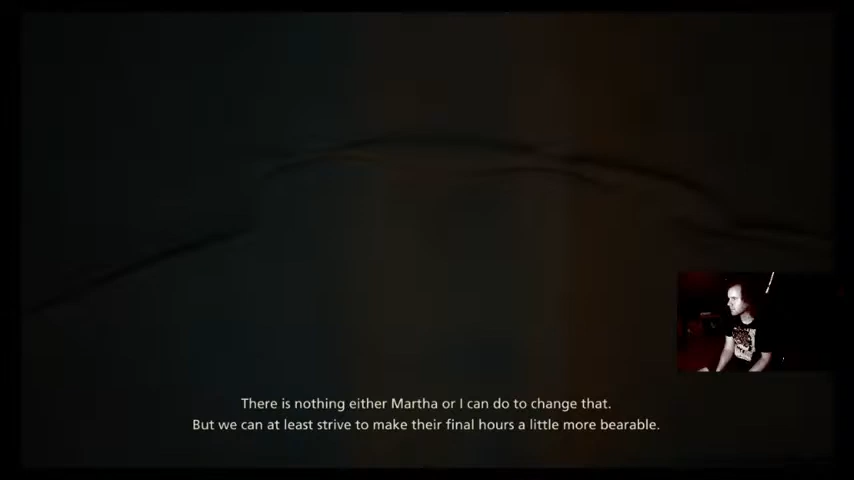 There is nothing either Martha or I can do to change that.
But we can at least strive to make their final hours a little more bearable.